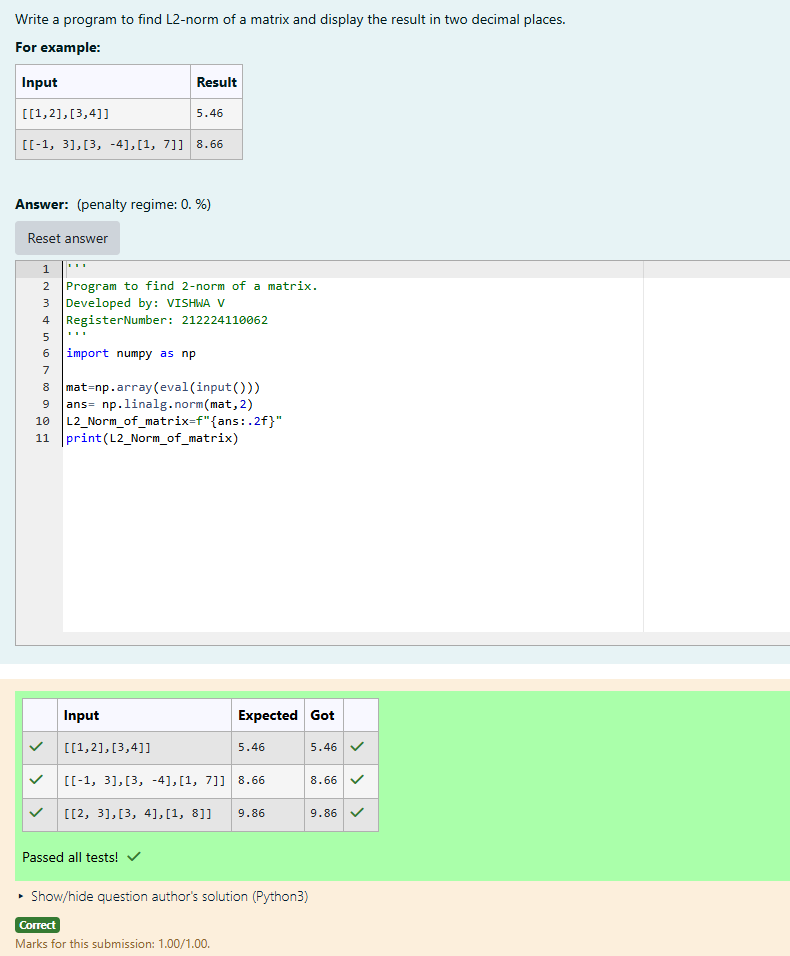 Write a program to find L2-norm of a matrix and display the result in two decimal places.
For example:
Input Result
[[1,2],[3,4]] 5.46
[[-1, 3],[3, -4],[1, 7]] 8.66
Answer: (penalty regime: 0. %)
Reset answer
1 '''
2 Program to find 2-norm of a matrix.
3 Developed by: VISHWA V
4 RegisterNumber: 212224110062
5 '''
6 import numpy as np
7
8 mat=np.array(eval(input()))
9 ans= np.linalg.norm(mat,2)
10 L2_Norm_of_matrix=f"{ans:.2f}"
11 print(L2_Norm_of_matrix)
Input Expected Got
[[1,2],[3,4]] 5.46 5.46
[[-1, 3],[3, -4],[1, 7]] 8.66 8.66
[[2, 3],[3, 4],[1, 8]] 9.86 9.86
Passed all tests!
Show/hide question author's solution (Python3)
Correct
Marks for this submission: 1.00/1.00.